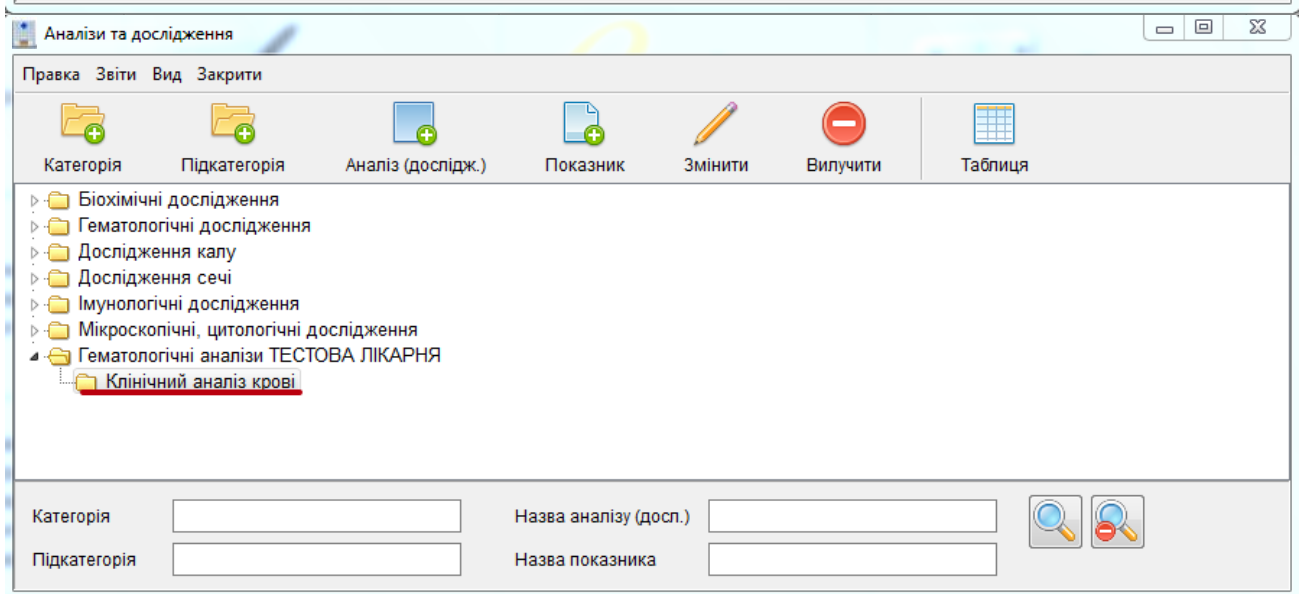 Аналізи та дослідження
Правка Звіти Вид Закрити
Категорія Підкатегорія Аналіз (дослідж.) Показник Змінити Вилучити Таблиця
Біохімічні дослідження
Гематологічні дослідження
Дослідження калу
Дослідження сечі
Імунологічні дослідження
Мікроскопічні, цитологічні дослідження
Гематологічні аналізи ТЕСТОВА ЛІКАРНЯ
Клінічний аналіз крові
Категорія Назва аналізу (досл.)
Підкатегорія Назва показника